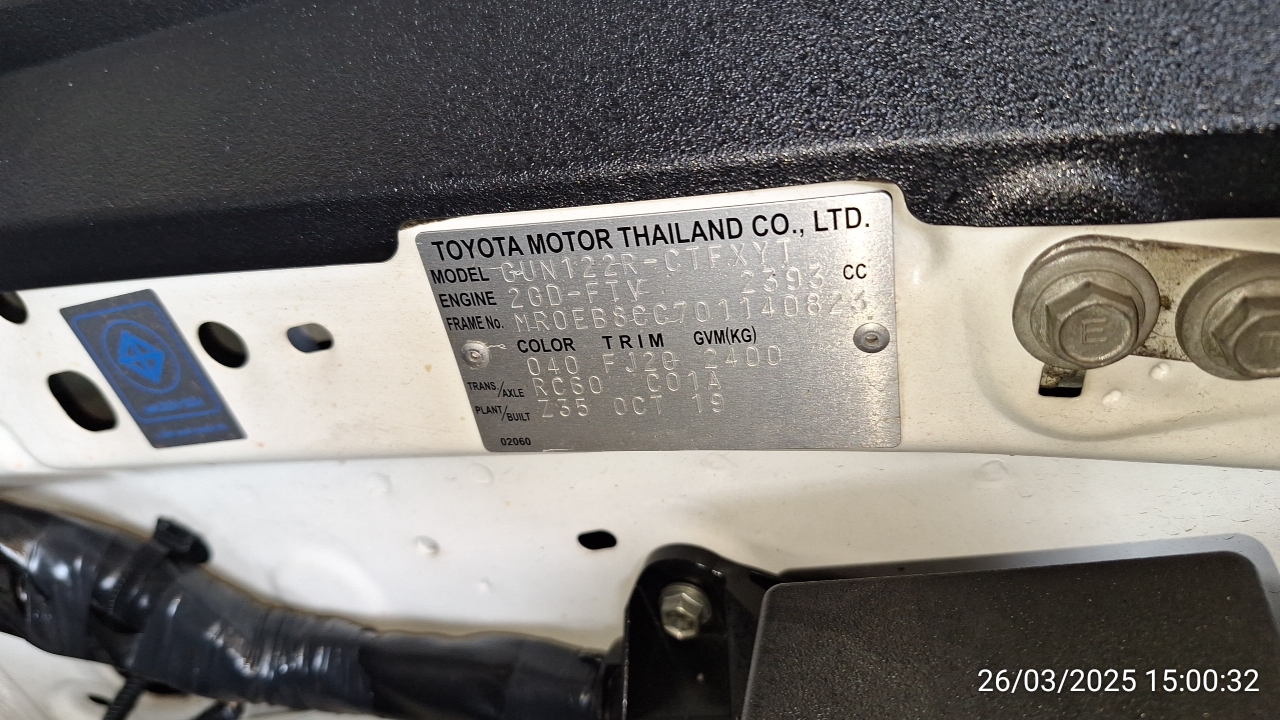 TOYOTA MOTOR THAILAND CO., LTD.
MODEL GUN122R-CTFXYT
ENGINE 2GD-FTV 2393 CC
FRAME No. MR0EB8CC701140823
COLOR TRIM GVM(KG)
040 FJ20 2400
TRANS./AXLE RC60 C01A
PLANT/BUILT Z35 OCT 19
02060
E
26/03/2025 15:00:32